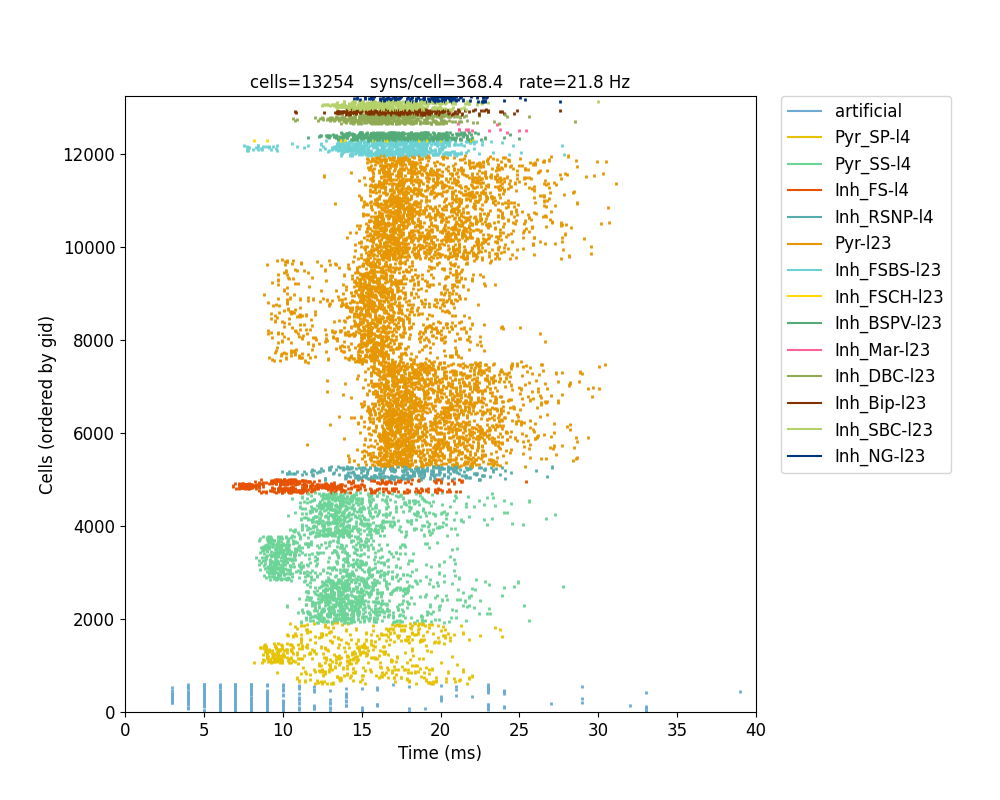 cells=13254   syns/cell=368.4   rate=21.8 Hz
artificial
Pyr_SP-l4
Pyr_SS-l4
Inh_FS-l4
Inh_RSNP-l4
Pyr-l23
Inh_FSBS-l23
Inh_FSCH-l23
Inh_BSPV-l23
Inh_Mar-l23
Inh_DBC-l23
Inh_Bip-l23
Inh_SBC-l23
Inh_NG-l23
Cells (ordered by gid)
12000
10000
8000
6000
4000
2000
0
0 5 10 15 20 25 30 35 40
Time (ms)